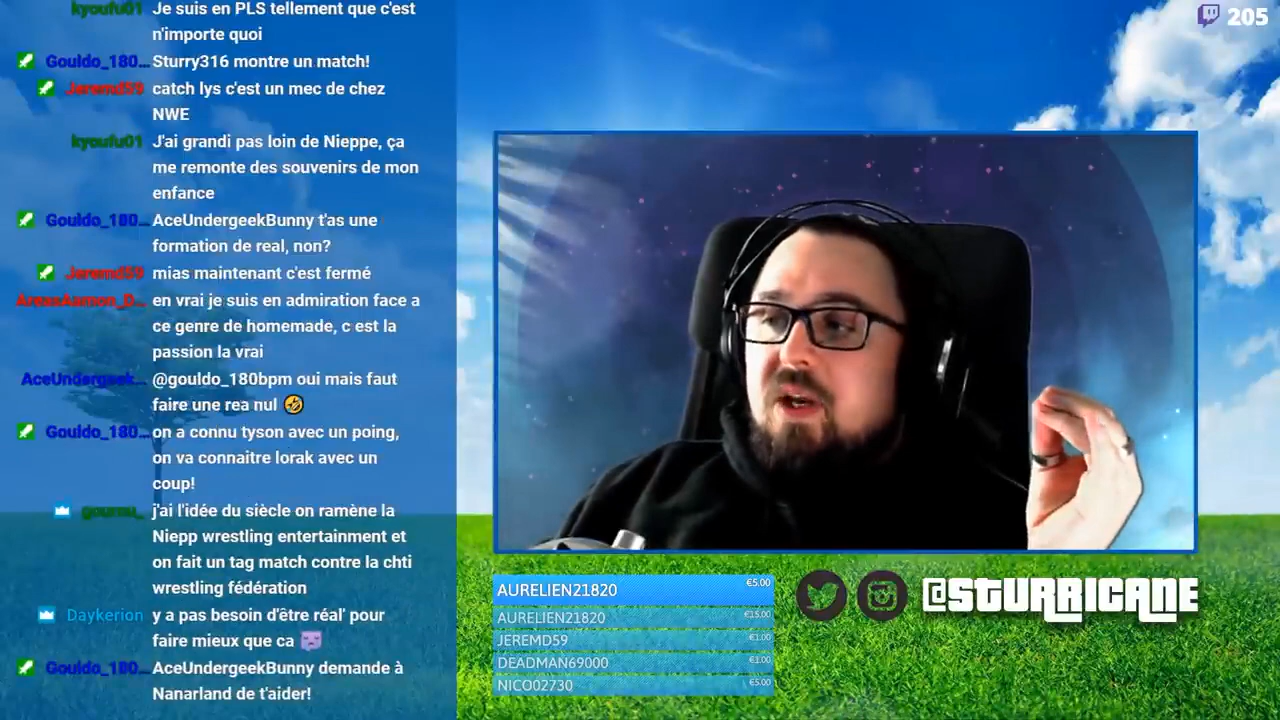 kyoufu01 Je suis en PLS tellement que c'est
n'importe quoi
Gouldo_180... Sturry316 montre un match!
Jeremd59 catch lys c'est un mec de chez
NWE
kyoufu01 J'ai grandi pas loin de Nieppe, ça
me remonte des souvenirs de mon
enfance
Gouldo_180... AceUndergeekBunny t'as une
formation de real, non?
Jeremd59 mias maintenant c'est fermé
en vrai je suis en admiration face a
ce genre de homemade, c est la
passion la vrai
AceUndergeek... @gouldo_180bpm oui mais faut
faire une rea nul
Gouldo_180... on a connu tyson avec un poing,
on va connaitre lorak avec un
coup!
j'ai l'idée du siècle on ramène la
Niepp wrestling entertainment et
on fait un tag match contre la chti
wrestling fédération
Daykerion y a pas besoin d'être réal' pour
faire mieux que ca
Gouldo_180... AceUndergeekBunny demande à
Nanarland de t'aider!
205
AURELIEN21820 €5.00
AURELIEN21820 €15.00
JEREMD59 €1.00
DEADMAN69000 €1.00
NICO02730 €5.00
@STURRICANE